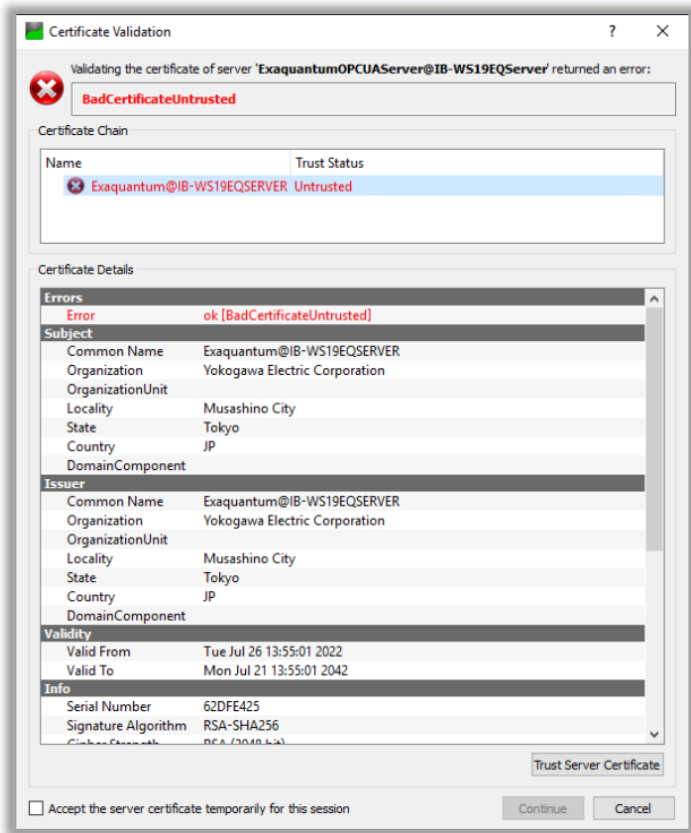 Certificate Validation
? X
Validating the certificate of server 'ExaquantumOPCUAServer@IB-WS19EQServer' returned an error:
BadCertificateUntrusted
Certificate Chain
Name Trust Status
Exaquantum@IB-WS19EQSERVER Untrusted
Certificate Details
Errors
Error ok [BadCertificateUntrusted]
Subject
Common Name Exaquantum@IB-WS19EQSERVER
Organization Yokogawa Electric Corporation
OrganizationUnit
Locality Musashino City
State Tokyo
Country JP
DomainComponent
Issuer
Common Name Exaquantum@IB-WS19EQSERVER
Organization Yokogawa Electric Corporation
OrganizationUnit
Locality Musashino City
State Tokyo
Country JP
DomainComponent
Validity
Valid From Tue Jul 26 13:55:01 2022
Valid To Mon Jul 21 13:55:01 2042
Info
Serial Number 62DFE425
Signature Algorithm RSA-SHA256
Cipher Strength RSA (2048 bit)
Trust Server Certificate
Accept the server certificate temporarily for this session
Continue Cancel